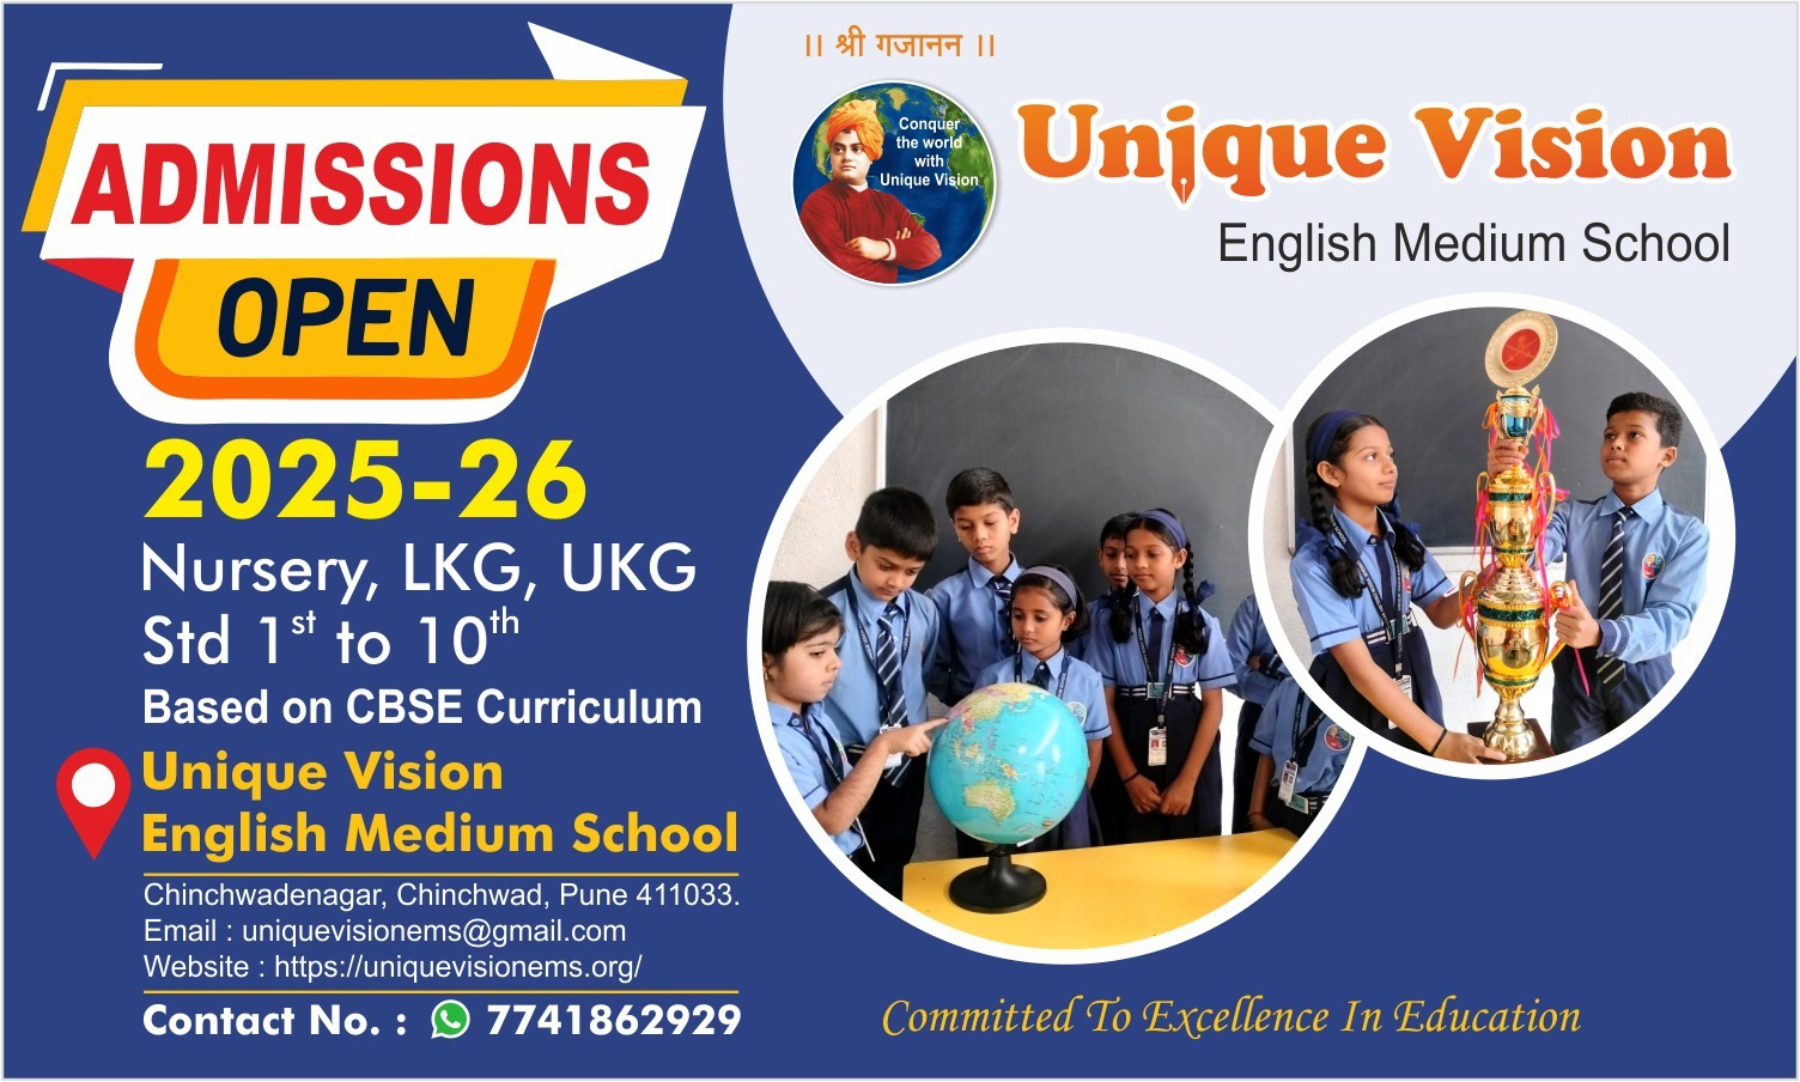 ADMISSIONS
OPEN
2025-26
Nursery, LKG, UKG
Std 1st to 10th
Based on CBSE Curriculum
Unique Vision
English Medium School
Chinchwadenagar, Chinchwad, Pune 411033.
Email : uniquevisionems@gmail.com
Website : https://uniquevisionems.org/
Contact No. : 7741862929
।। श्री गजानन ।।
Conquer
the world
with
Unique Vision
Unique Vision
English Medium School
Committed To Excellence In Education